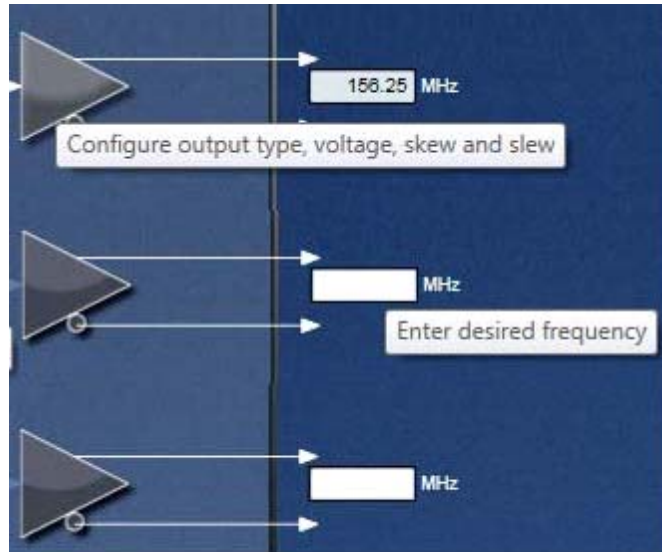 156.25 MHz
Configure output type, voltage, skew and slew
MHz
Enter desired frequency
MHz